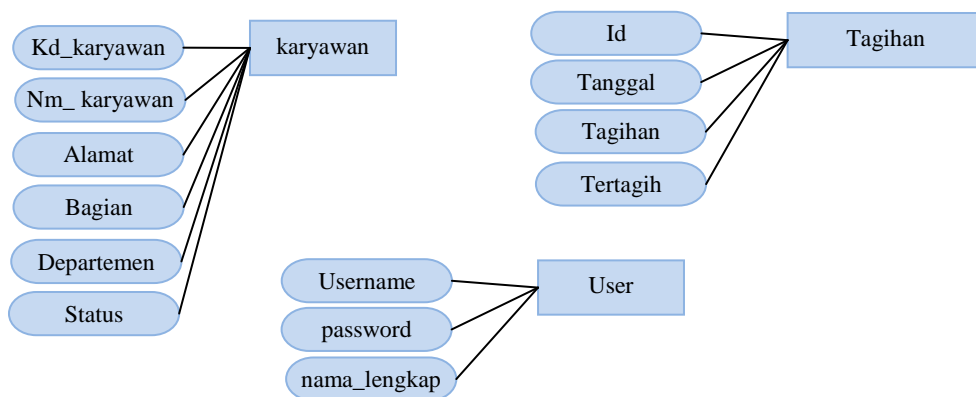 karyawan
Kd_karyawan
Nm_ karyawan
Alamat
Bagian
Departemen
Status
Tagihan
Id
Tanggal
Tagihan
Tertagih
User
Username
password
nama_lengkap